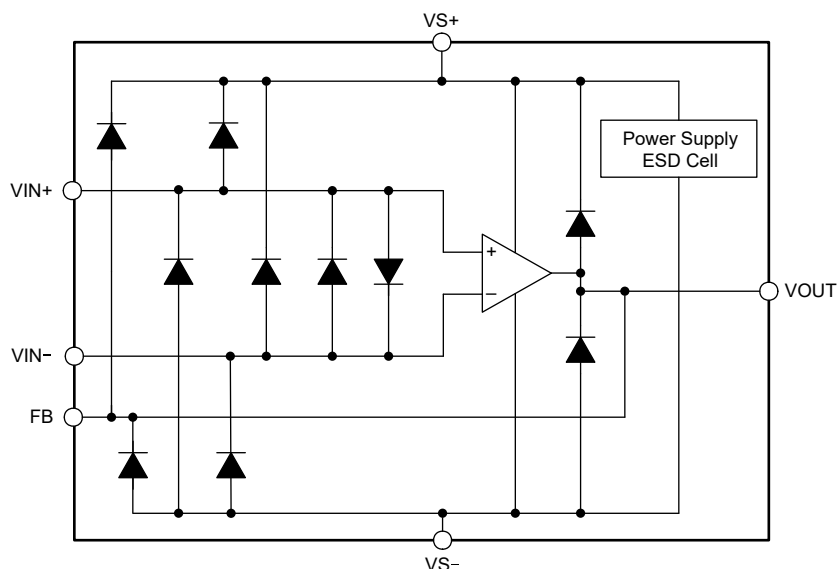 VS+
Power Supply
ESD Cell
VIN+
+
−
VOUT
VIN−
FB
VS−